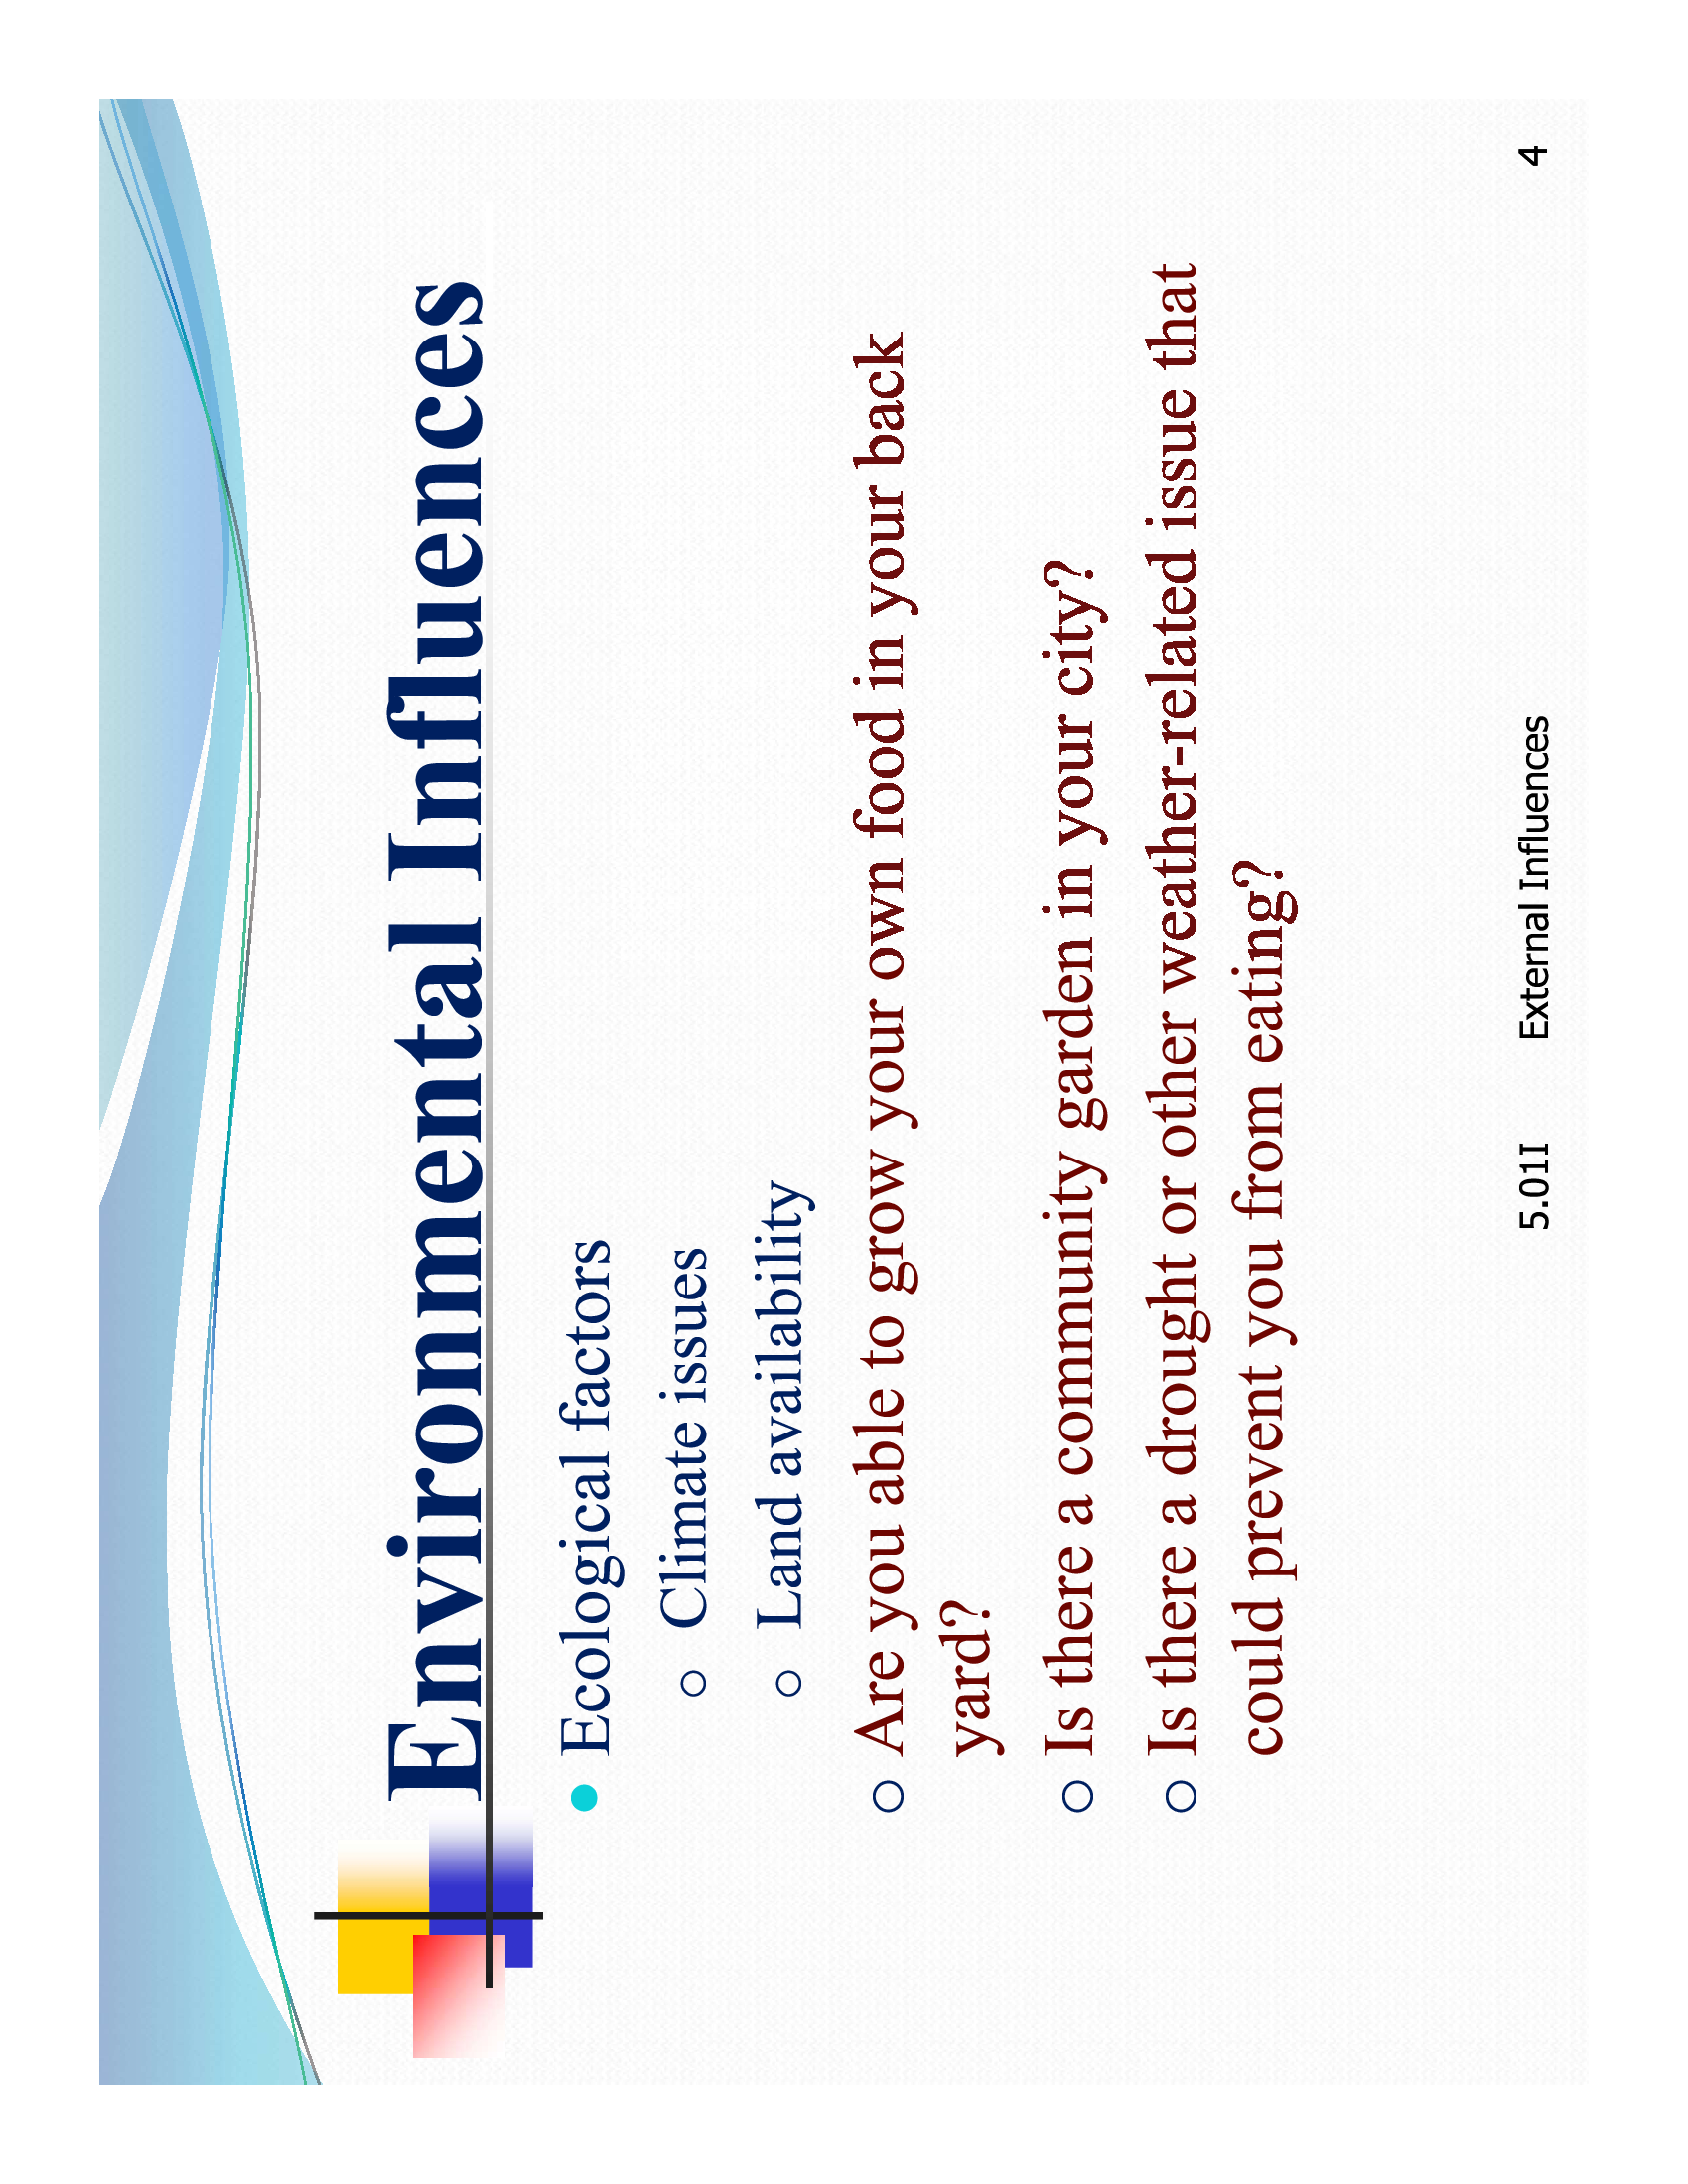 Environmental Influences
Ecological factors
Climate issues
Land availability
Are you able to grow your own food in your back
yard?
Is there a community garden in your city?
Is there a drought or other weather-related issue that
could prevent you from eating?
5.01I External Influences 4